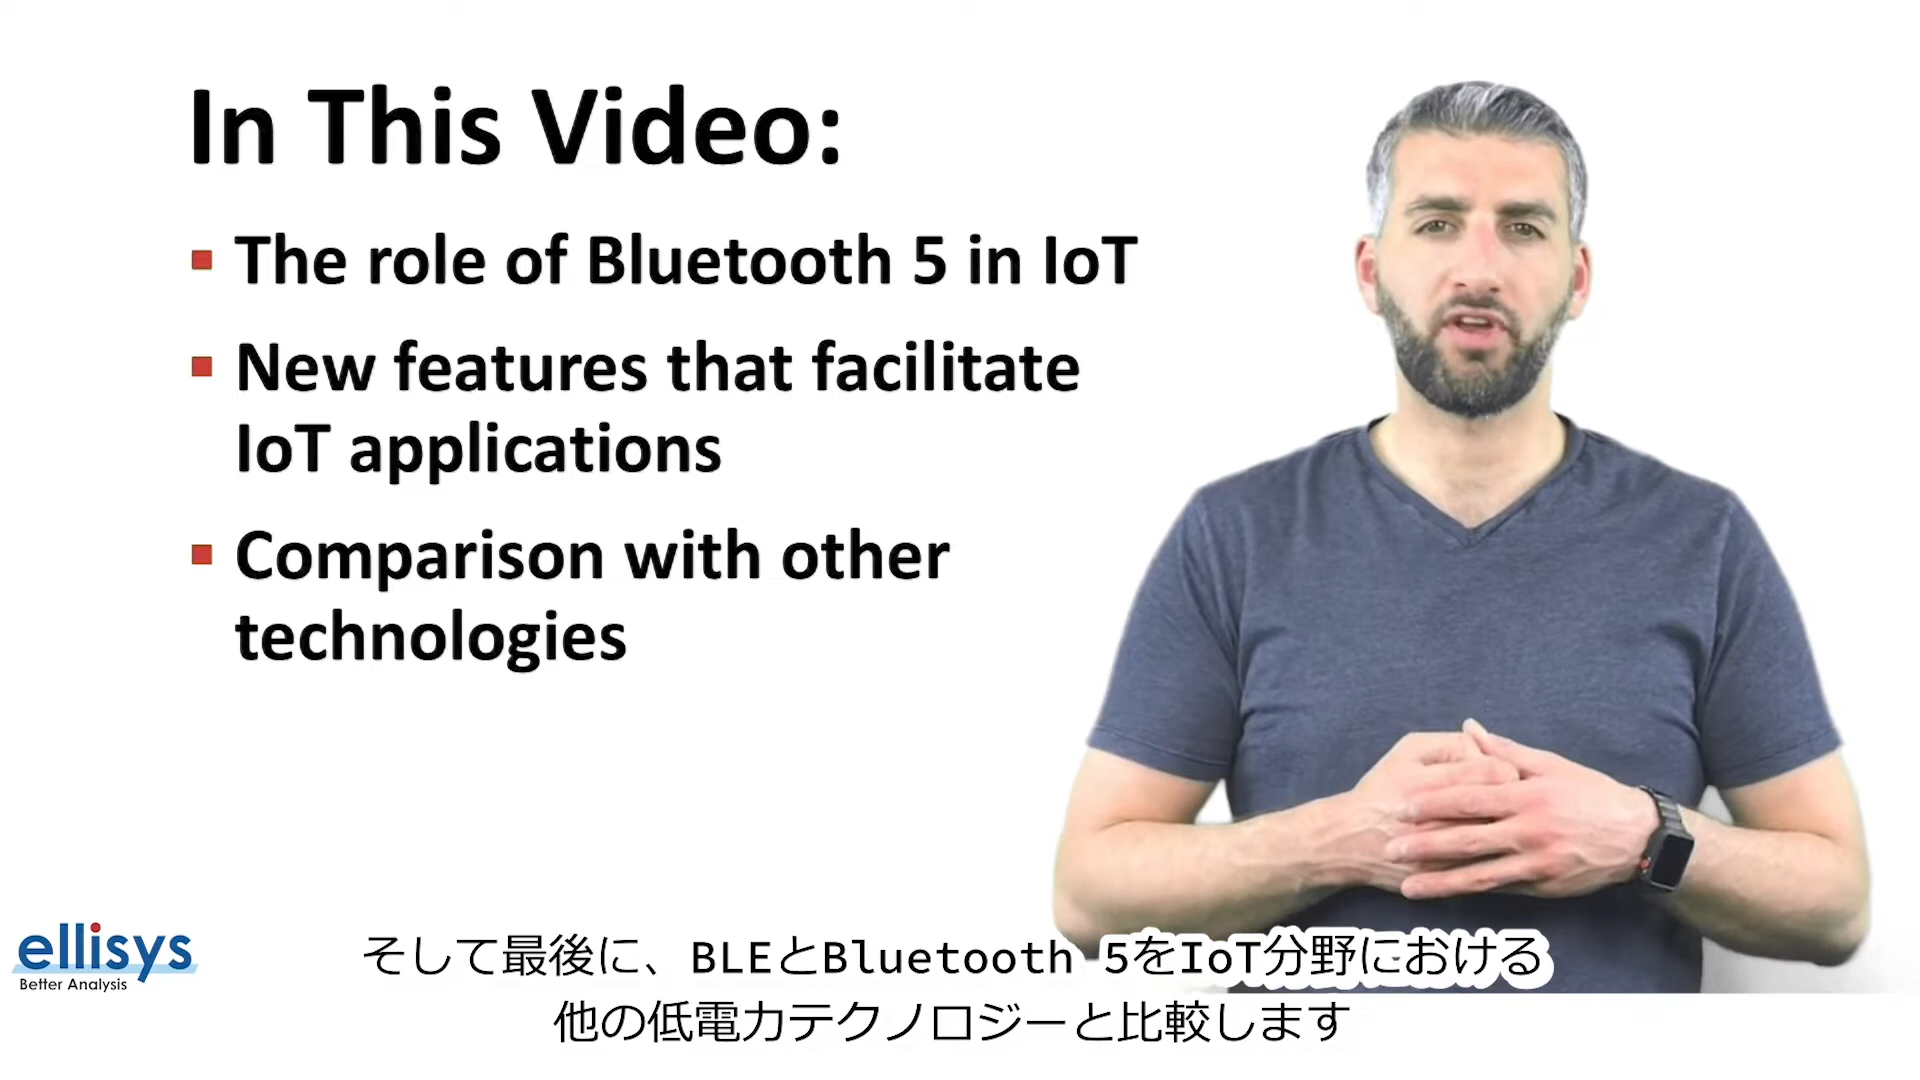 In This Video:
The role of Bluetooth 5 in IoT
New features that facilitate
IoT applications
Comparison with other
technologies
ellisys
Better Analysis
そして最後に、BLEとBluetooth 5をIoT分野における
他の低電力テクノロジーと比較します